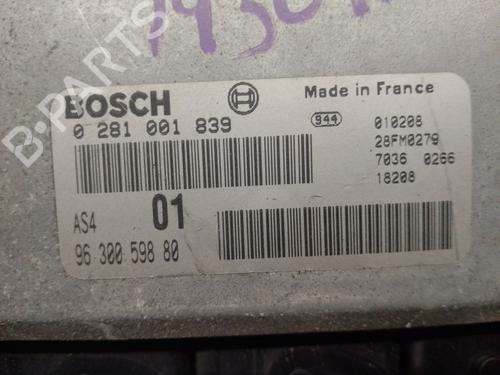 BOSCH
Made in France
0 281 001 839
944
010208
28FM0279
7036 0266
18208
AS4
01
96 300 598 80
B-PARTS